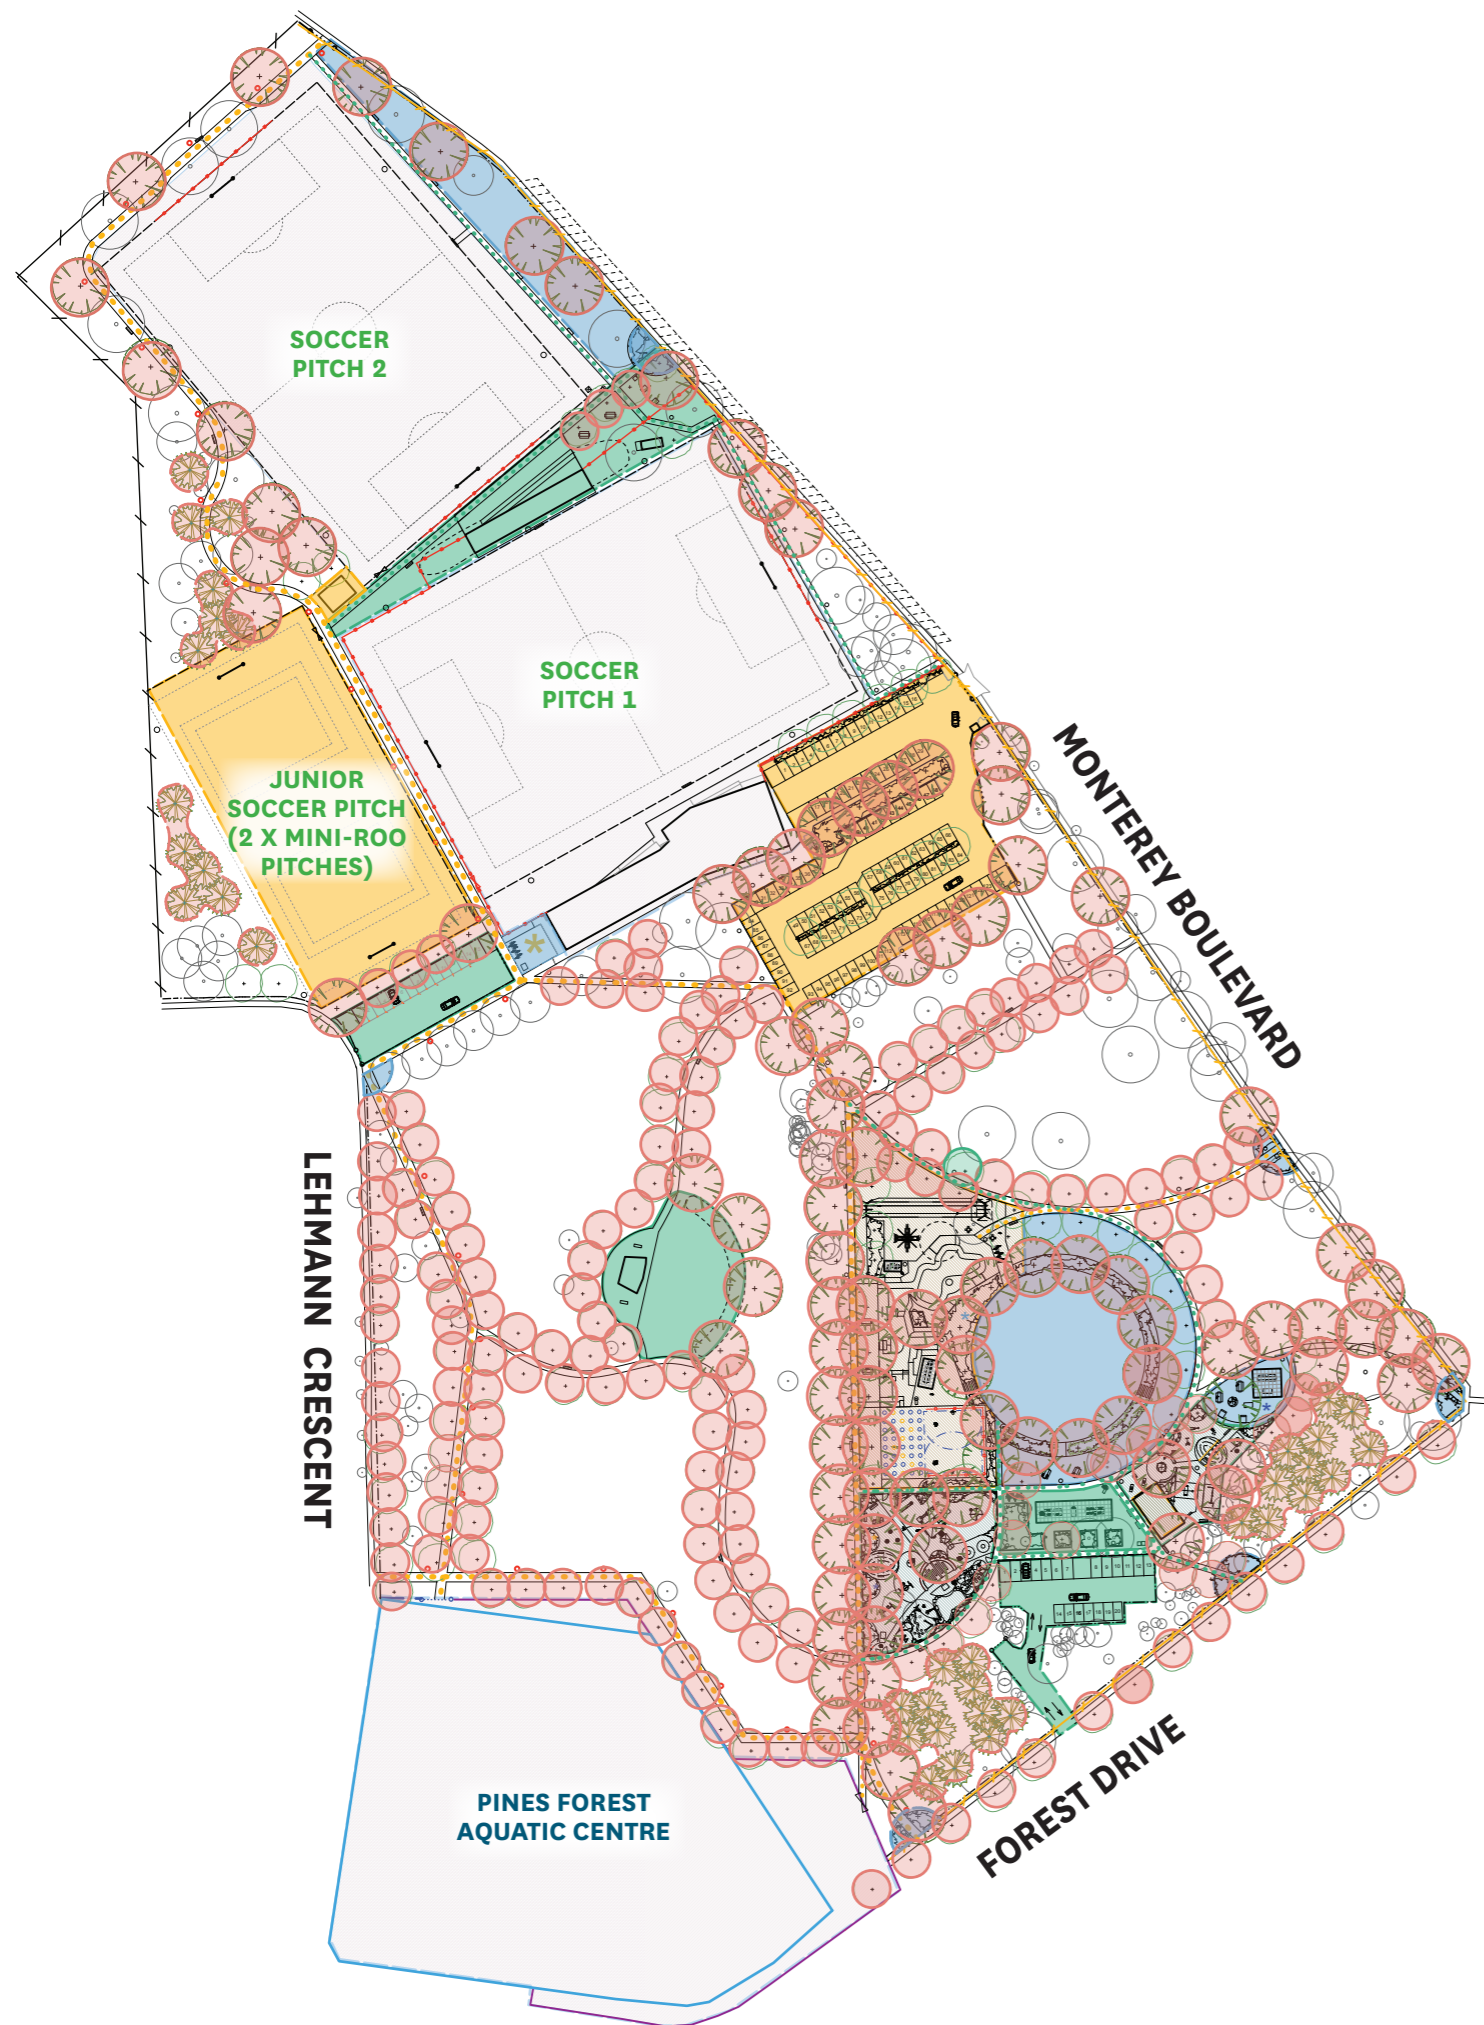 SOCCER
PITCH 2
SOCCER
PITCH 1
JUNIOR
SOCCER PITCH
(2 X MINI-ROO
PITCHES)
MONTEREY BOULEVARD
LEHMANN CRESCENT
FOREST DRIVE
PINES FOREST
AQUATIC CENTRE